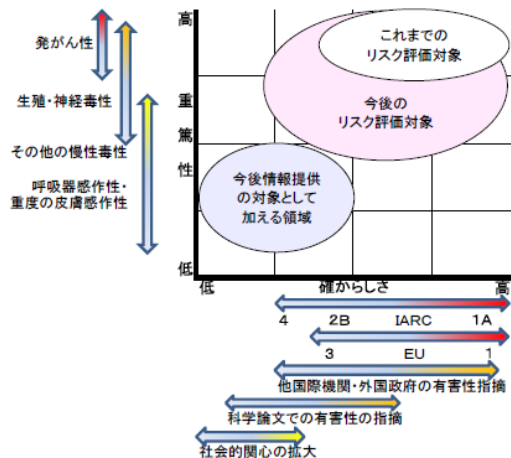 発がん性
生殖・神経毒性
その他の慢性毒性
呼吸器感作性・
重度の皮膚感作性
高
重
篤
性
低
これまでの
リスク評価対象
今後の
リスク評価対象
今後情報提供
の対象として
加える領域
低 確からしさ 高
4 2B IARC 1A
3 EU 1
他国際機関・外国政府の有害性指摘
科学論文での有害性の指摘
社会的関心の拡大